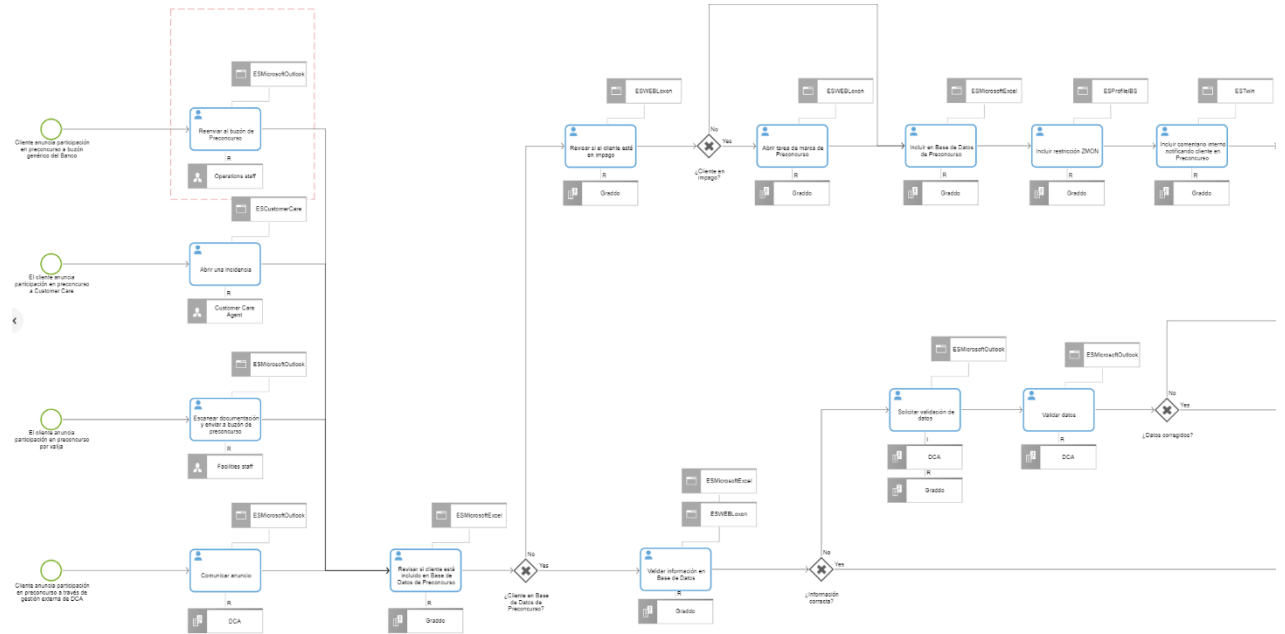 ESMicrosoftOutlook
Reenviar al buzón de
Preconcurso
R
Operations staff
Cliente anuncia participación
en preconcurso a buzón
genérico del Banco
ESCustomerCare
Abrir una incidencia
R
Customer Care
Agent
El cliente anuncia
participación en preconcurso
a Customer Care
ESMicrosoftOutlook
Escanear documentación
y enviar a buzón de
preconcurso
R
Facilities staff
El cliente anuncia
participación en preconcurso
por valija
ESMicrosoftOutlook
Comunicar anuncio
R
DCA
Cliente anuncia participación
en preconcurso a través de
gestión externa de DCA
ESMicrosoftExcel
Revisar si cliente está
incluido en Base de
Datos de Preconcurso
R
Graddo
No
Yes
¿Cliente en Base
de Datos de
Preconcurso?
ESWEBLoxon
Revisar si el cliente está
en impago
R
Graddo
No
Yes
¿Cliente en
impago?
ESWEBLoxon
Abrir tarea de marca de
Preconcurso
R
Graddo
ESMicrosoftExcel
Incluir en Base de Datos
de Preconcurso
R
Graddo
ESProfile/IBS
Incluir restricción ZMON
R
Graddo
ESTwin
Incluir comentario interno
notificando cliente en
Preconcurso
R
Graddo
ESMicrosoftExcel
ESWEBLoxon
Validar información en
Base de Datos
R
Graddo
No
Yes
¿Información
correcta?
ESMicrosoftOutlook
Solicitar validación de
datos
I
DCA
R
Graddo
ESMicrosoftOutlook
Validar datos
R
DCA
No
Yes
¿Datos corregidos?